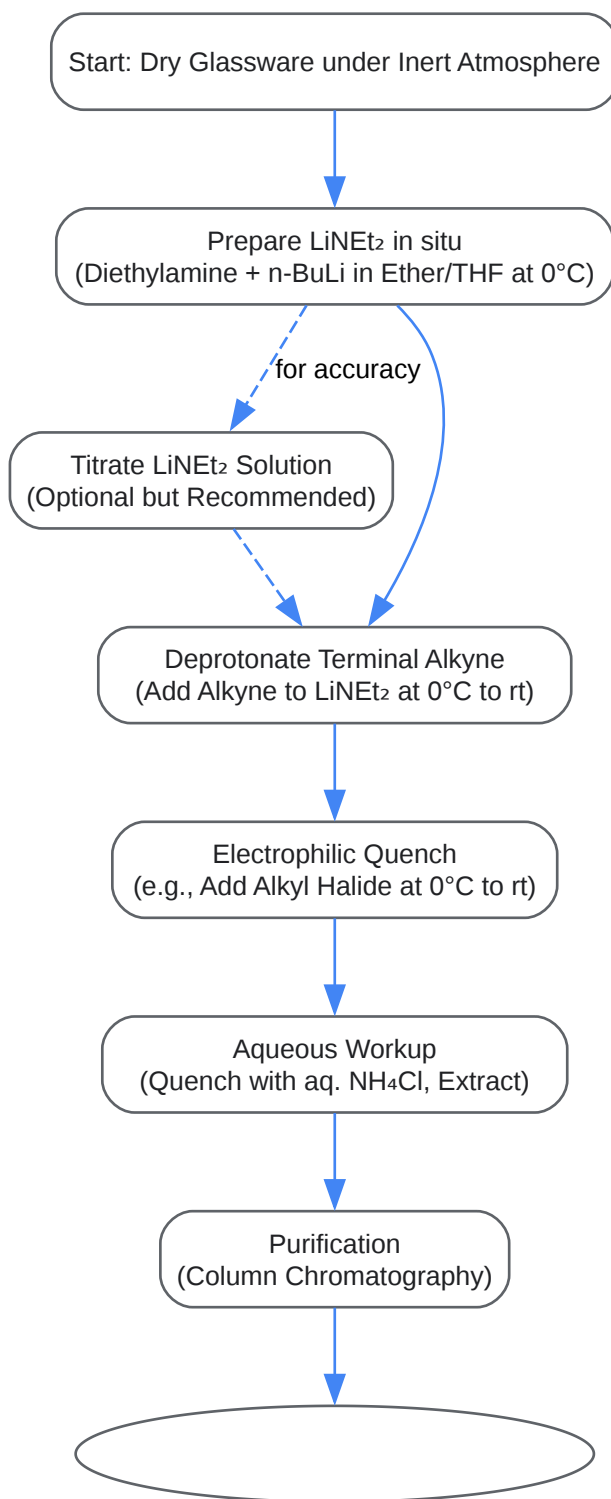 Start: Dry Glassware under Inert Atmosphere
Prepare LiNEt₂ in situ
(Diethylamine + n-BuLi in Ether/THF at 0°C)
for accuracy
Titrate LiNEt₂ Solution
(Optional but Recommended)
Deprotonate Terminal Alkyne
(Add Alkyne to LiNEt₂ at 0°C to rt)
Electrophilic Quench
(e.g., Add Alkyl Halide at 0°C to rt)
Aqueous Workup
(Quench with aq. NH₄Cl, Extract)
Purification
(Column Chromatography)